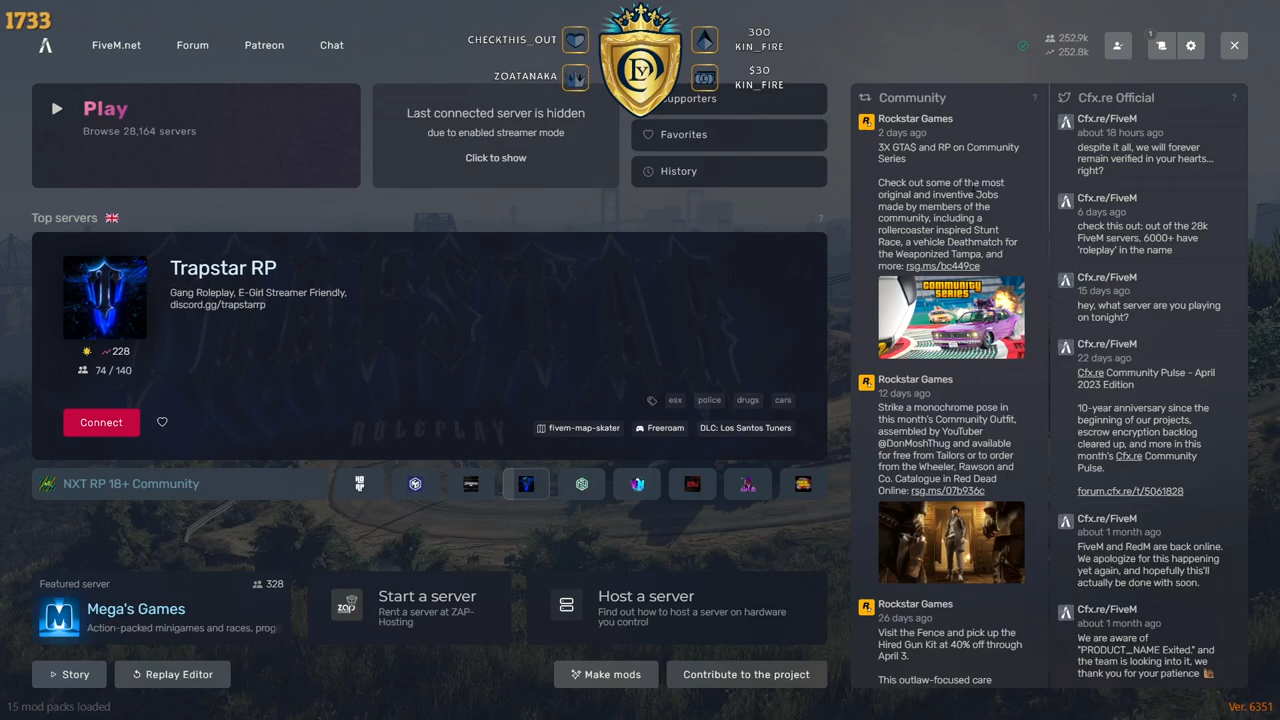 1733
FiveM.net
Forum
Patreon
Chat
CHECKTHIS_OUT
ZOATANAKA
300
KIN_FIRE
$30
KIN_FIRE
252.9k
252.8k
1
Play
Browse 28,164 servers
Last connected server is hidden
due to enabled streamer mode
Click to show
Supporters
Favorites
History
Top servers
?
Trapstar RP
Gang Roleplay, E-Girl Streamer Friendly,
discord.gg/trapstarrp
228
74 / 140
Connect
esx
police
drugs
cars
fivem-map-skater
Freeroam
DLC: Los Santos Tuners
ROLEPLAY
NXT RP 18+ Community
Featured server
328
Mega's Games
Action-packed minigames and races, prog
Start a server
Rent a server at ZAP-
Hosting
Host a server
Find out how to host a server on hardware
you control
Story
Replay Editor
Make mods
Contribute to the project
15 mod packs loaded
Community
?
Rockstar Games
2 days ago
3X GTA$ and RP on Community
Series
Check out some of the most
original and inventive Jobs
made by members of the
community, including a
rollercoaster inspired Stunt
Race, a vehicle Deathmatch for
the Weaponized Tampa, and
more: rsg.ms/bc449ce
COMMUNITY
SERIES
Rockstar Games
12 days ago
Strike a monochrome pose in
this month's Community Outfit,
assembled by YouTuber
@DonMoshThug and available
for free from Tailors or to order
from the Wheeler, Rawson and
Co. Catalogue in Red Dead
Online: rsg.ms/07b936c
Rockstar Games
26 days ago
Visit the Fence and pick up the
Hired Gun Kit at 40% off through
April 3.
This outlaw-focused care
Cfx.re Official
?
Cfx.re/FiveM
about 18 hours ago
despite it all, we will forever
remain verified in your hearts...
right?
Cfx.re/FiveM
6 days ago
check this out: out of the 28k
FiveM servers, 6000+ have
'roleplay' in the name
Cfx.re/FiveM
15 days ago
hey, what server are you playing
on tonight?
Cfx.re/FiveM
22 days ago
Cfx.re Community Pulse - April
2023 Edition
10-year anniversary since the
beginning of our projects,
escrow encryption backlog
cleared up, and more in this
month's Cfx.re Community
Pulse.
forum.cfx.re/t/5061828
Cfx.re/FiveM
about 1 month ago
FiveM and RedM are back online.
We apologize for this happening
yet again, and hopefully this'll
actually be done with soon.
Cfx.re/FiveM
about 1 month ago
We are aware of
"PRODUCT_NAME Exited." and
the team is looking into it, we
thank you for your patience
Ver. 6351